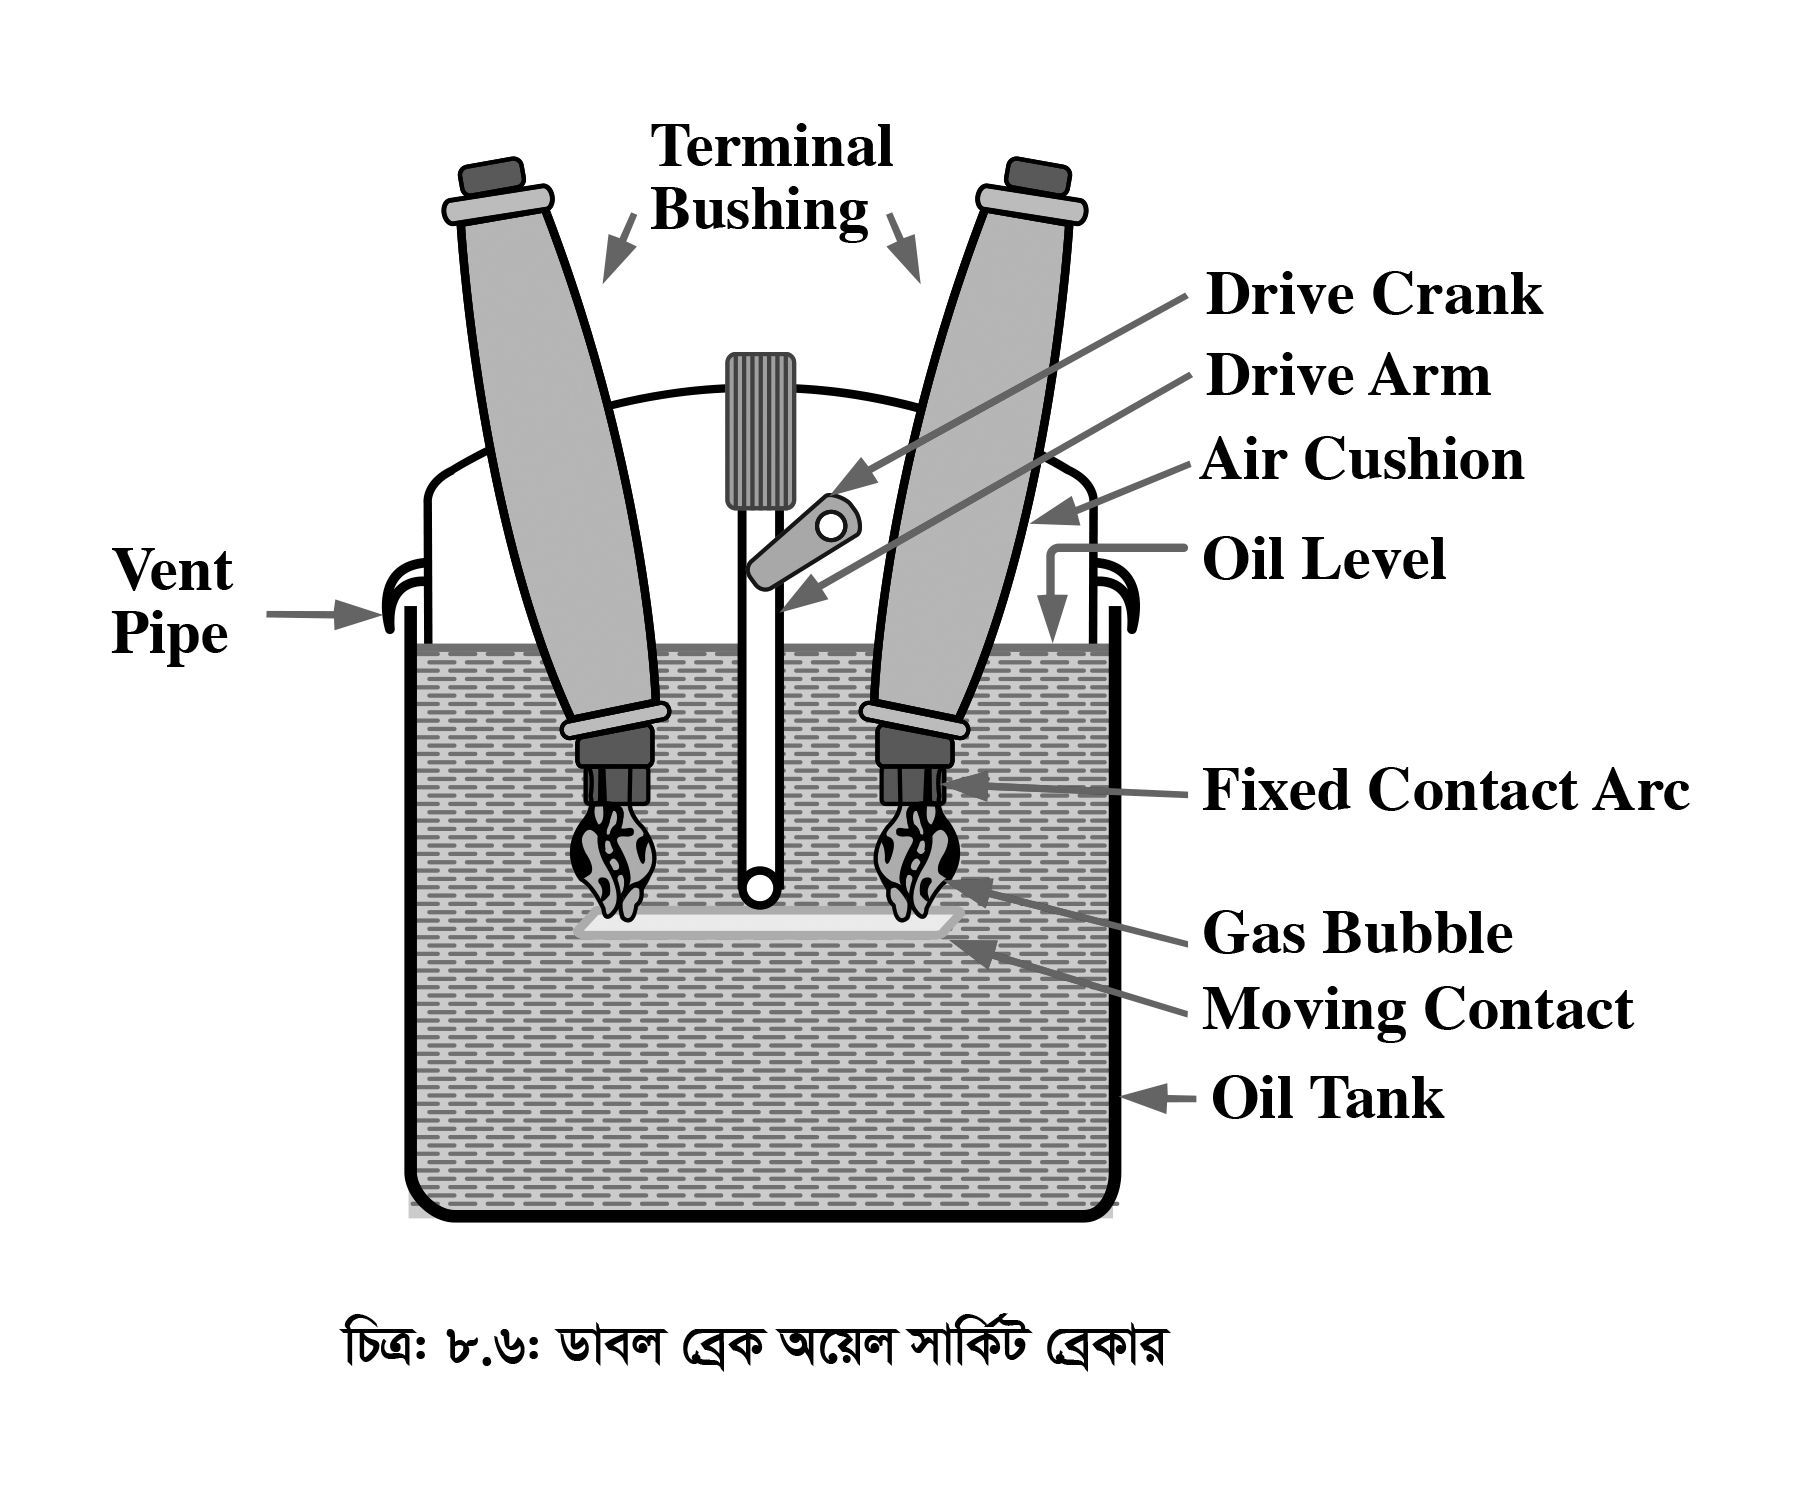 Terminal
Bushing
Drive Crank
Drive Arm
Air Cushion
Oil Level
Vent
Pipe
Fixed Contact Arc
Gas Bubble
Moving Contact
Oil Tank
চিত্র: ৮.৬: ডাবল ব্রেক অয়েল সার্কিট ব্রেকার